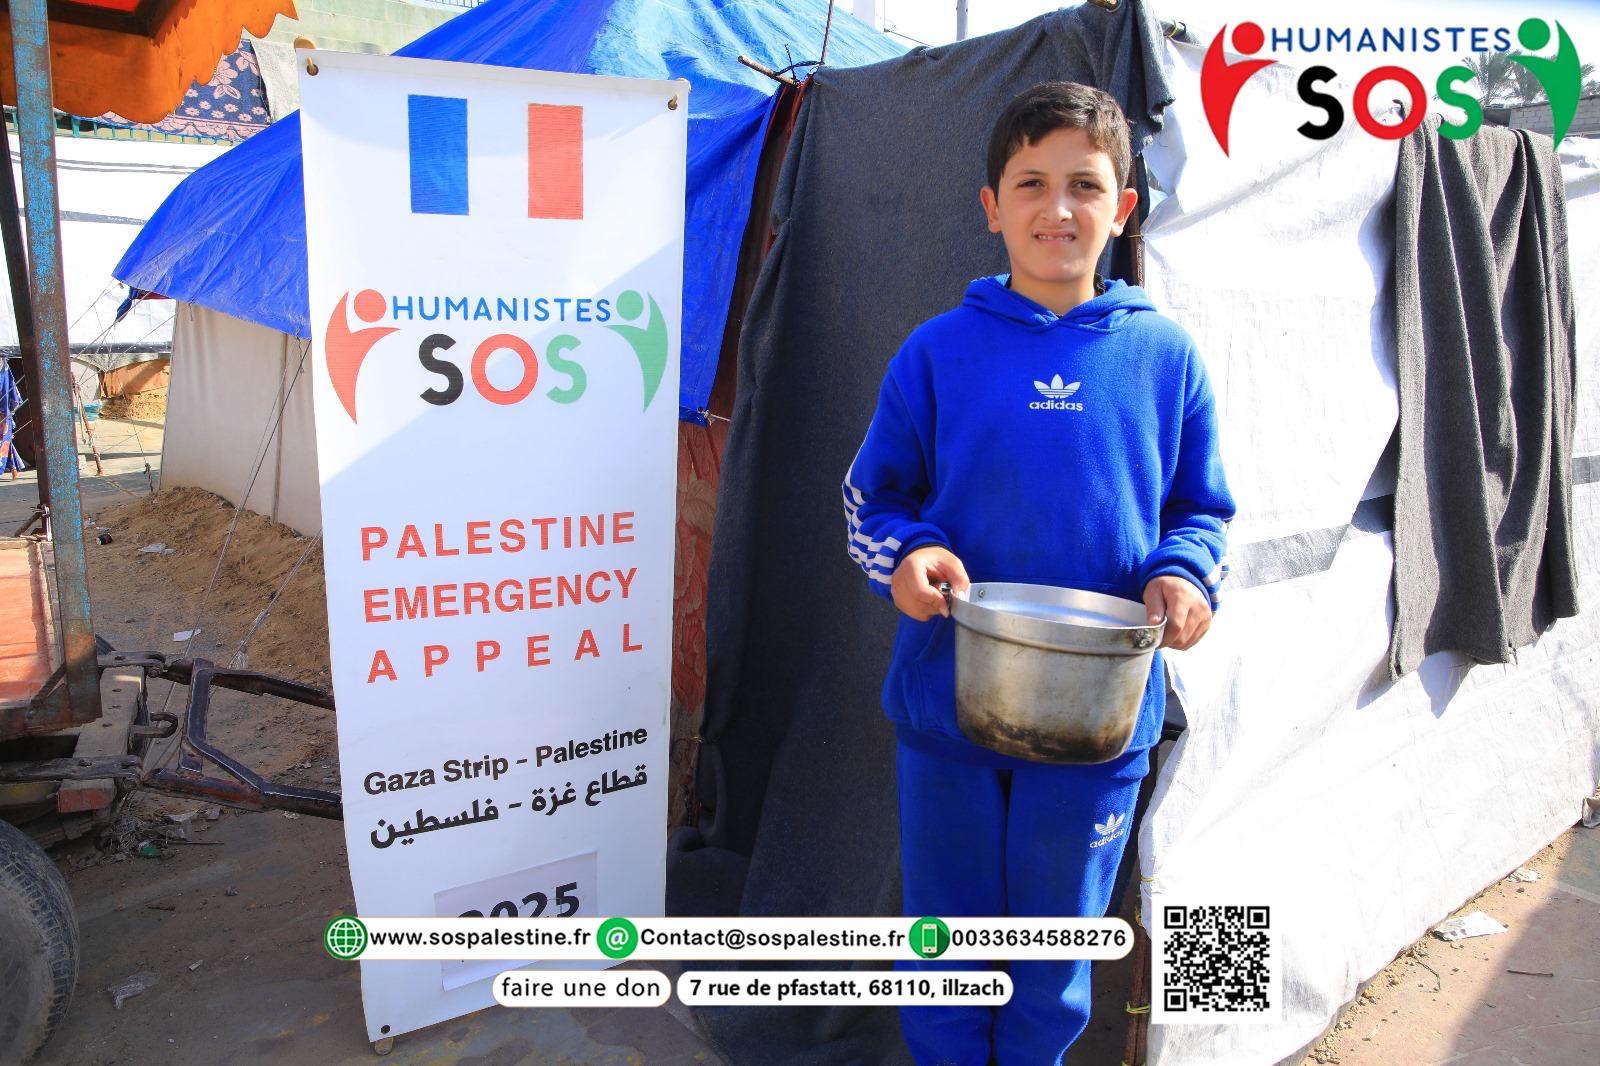 HUMANISTES
SOS
HUMANISTES
SOS
PALESTINE
EMERGENCY
APPEAL
Gaza Strip - Palestine
قطاع غزة - فلسطين
2025
adidas
adidas
www.sospalestine.fr
Contact@sospalestine.fr
0033634588276
faire une don
7 rue de pfastatt, 68110, illzach